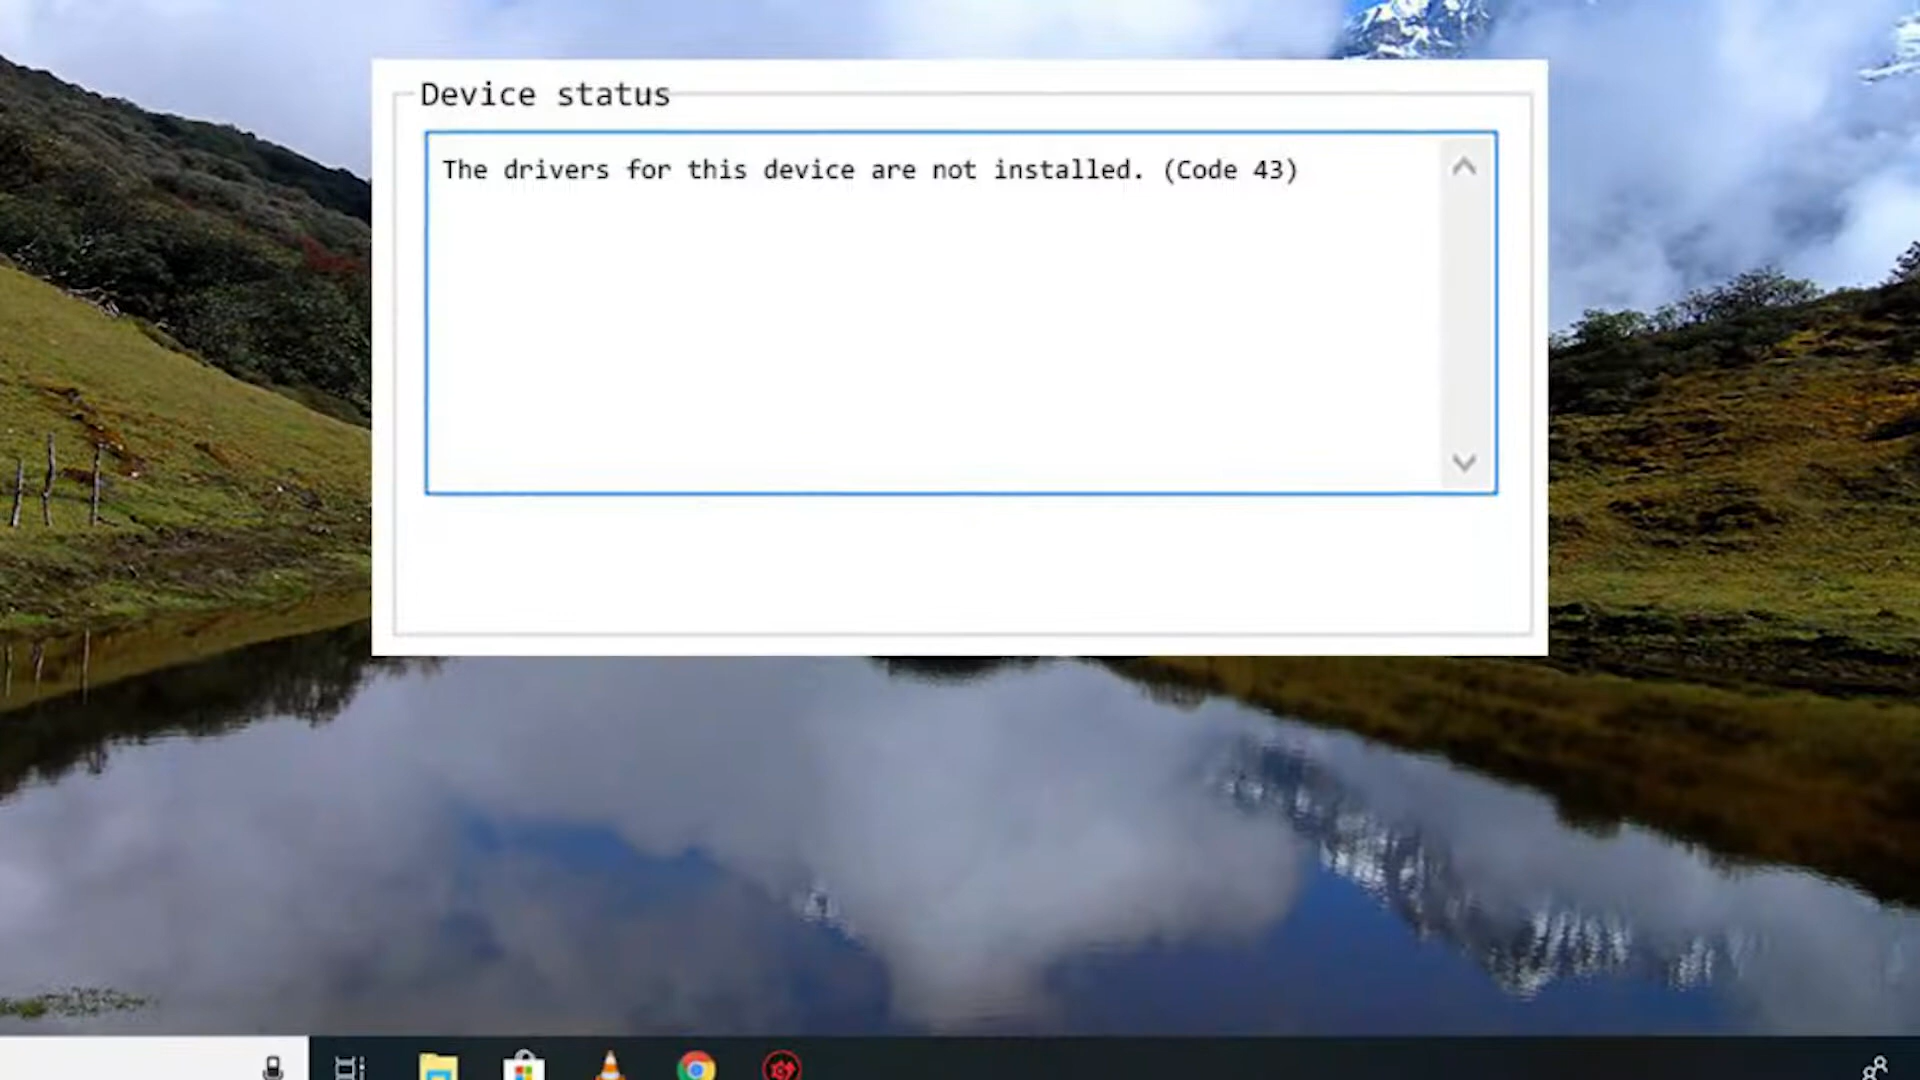 Device status
The drivers for this device are not installed. (Code 43)